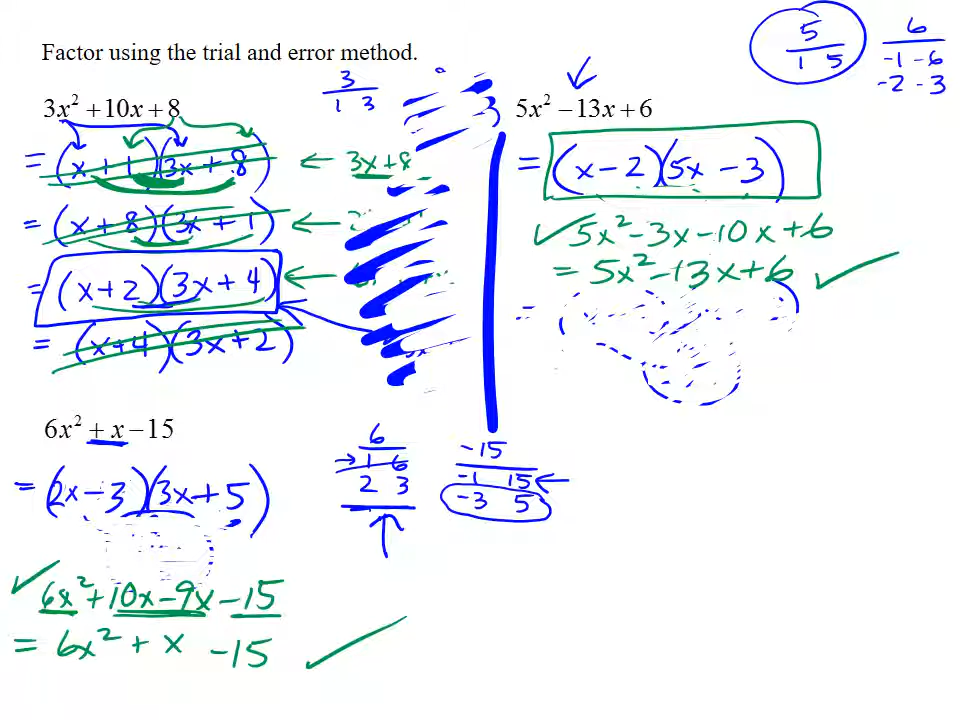 Factor using the trial and error method.
3
1 3
3x² + 10x + 8
= (x + 1)(3x + 8) ← 3x + 8
= (x + 8)(3x + 1) ←
= (x + 2)(3x + 4) ←
= (x + 4)(3x + 2)
5
1 5
6
-1 -6
-2 -3
5x² − 13x + 6
= (x − 2)(5x − 3)
✓ 5x² − 3x − 10x + 6
= 5x² − 13x + 6 ✓
=
6x² + x − 15
= (2x − 3)(3x + 5)
6
→ 1 6
2 3
-15
-1 15 ←
-3 5
✓ 6x² + 10x − 9x − 15
= 6x² + x − 15 ✓